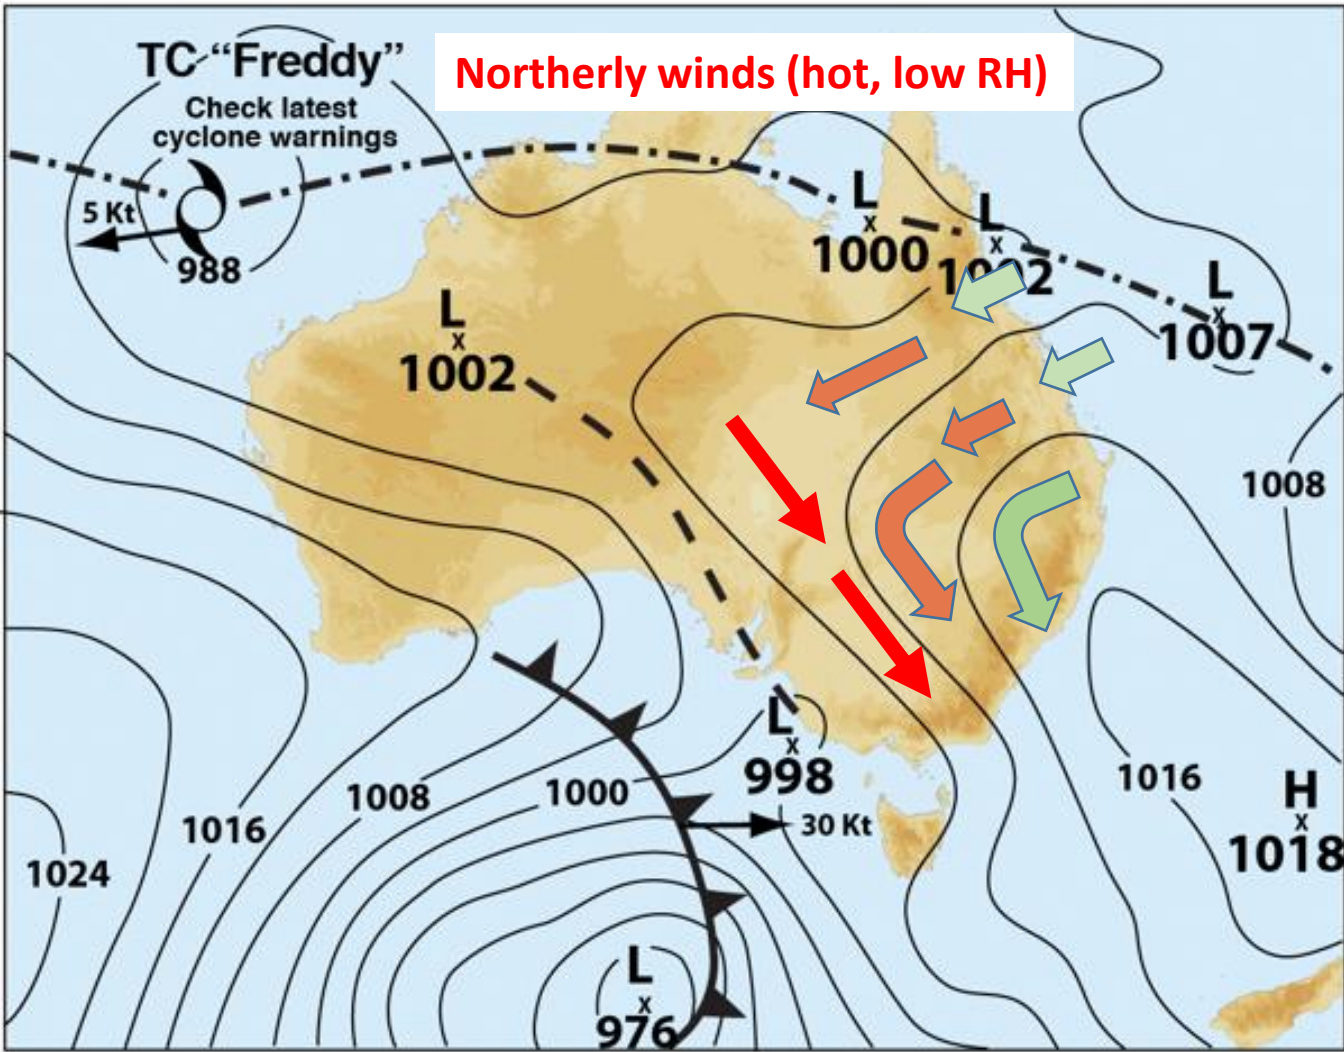 TC “Freddy”
Northerly winds (hot, low RH)
Check latest
cyclone warnings
5 Kt
988
L
x
1000
L
x
L
x
1007
L
x
1002
1008
L
x
998
1008
1000
1016
30 Kt
1016
H
x
1018
1024
L
x
976